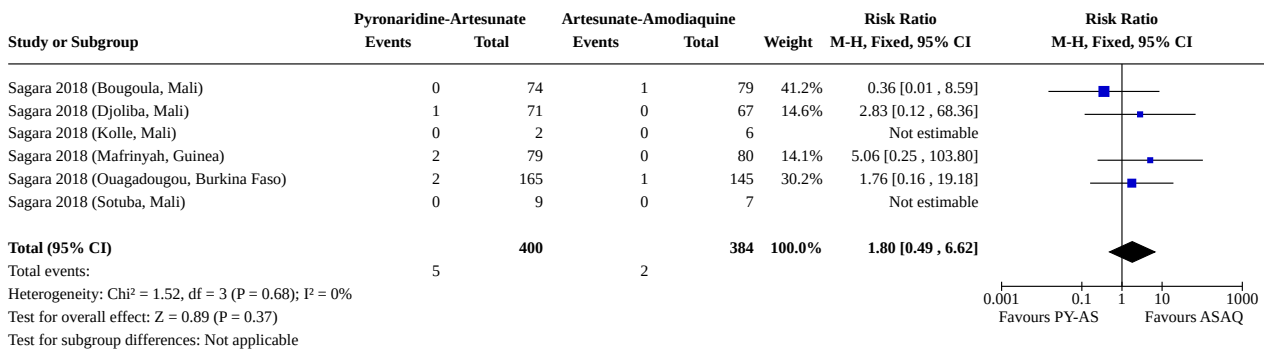 Pyronaridine-Artesunate Artesunate-Amodiaquine Risk Ratio Risk Ratio
Study or Subgroup Events Total Events Total Weight M-H, Fixed, 95% CI M-H, Fixed, 95% CI
Sagara 2018 (Bougoula, Mali) 0 74 1 79 41.2% 0.36 [0.01 , 8.59]
Sagara 2018 (Djoliba, Mali) 1 71 0 67 14.6% 2.83 [0.12 , 68.36]
Sagara 2018 (Kolle, Mali) 0 2 0 6 Not estimable
Sagara 2018 (Mafrinyah, Guinea) 2 79 0 80 14.1% 5.06 [0.25 , 103.80]
Sagara 2018 (Ouagadougou, Burkina Faso) 2 165 1 145 30.2% 1.76 [0.16 , 19.18]
Sagara 2018 (Sotuba, Mali) 0 9 0 7 Not estimable
Total (95% CI) 400 384 100.0% 1.80 [0.49 , 6.62]
Total events: 5 2
Heterogeneity: Chi² = 1.52, df = 3 (P = 0.68); I² = 0%
0.001 0.1 1 10 1000
Test for overall effect: Z = 0.89 (P = 0.37) Favours PY-AS Favours ASAQ
Test for subgroup differences: Not applicable